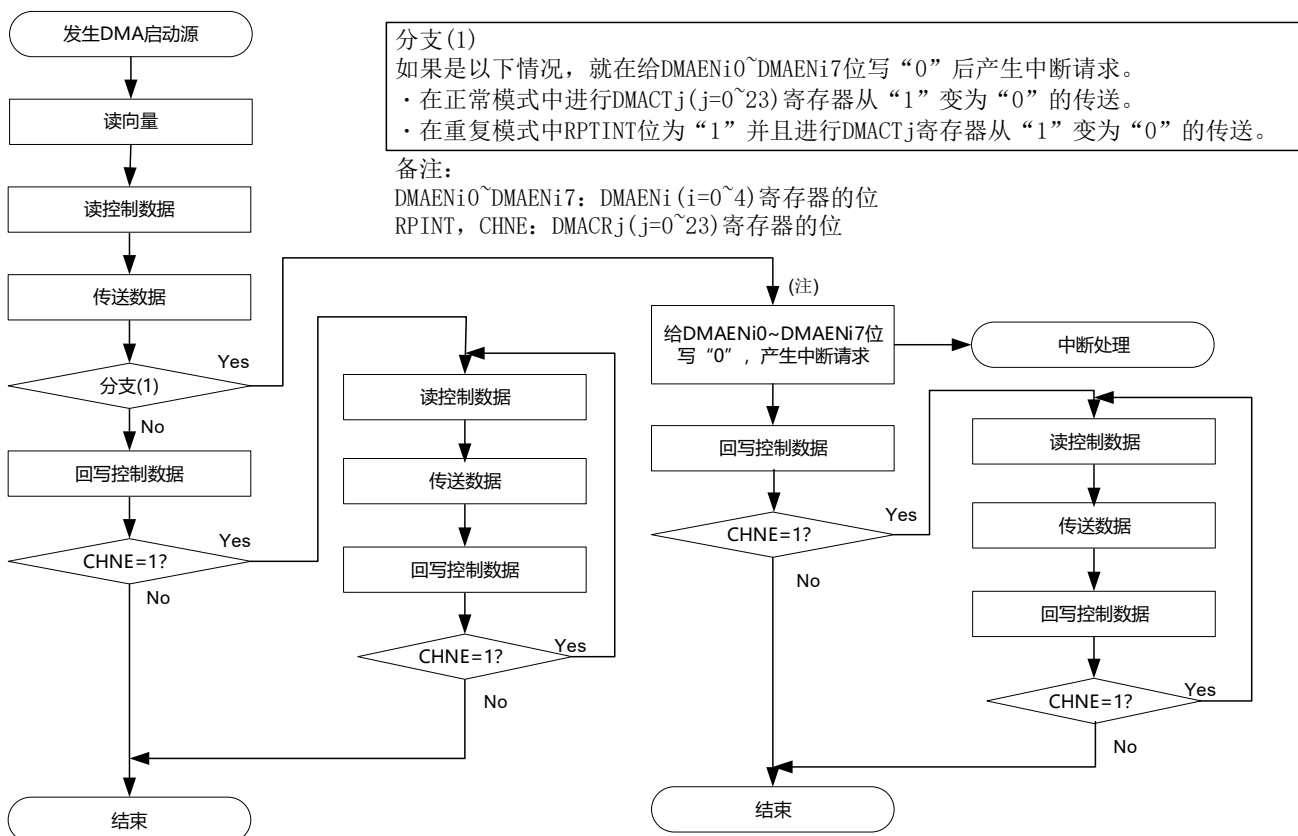 发生DMA启动源
读向量
读控制数据
传送数据
分支(1)
Yes
No
回写控制数据
CHNE=1?
Yes
No
结束
分支(1)
如果是以下情况，就在给DMAENi0~DMAENi7位写“0”后产生中断请求。
·在正常模式中进行DMACTj(j=0~23)寄存器从“1”变为“0”的传送。
·在重复模式中RPTINT位为“1”并且进行DMACTj寄存器从“1”变为“0”的传送。
备注：
DMAENi0~DMAENi7：DMAENi(i=0~4)寄存器的位
RPINT，CHNE：DMACRj(j=0~23)寄存器的位
读控制数据
传送数据
回写控制数据
CHNE=1?
Yes
No
(注)
给DMAENi0~DMAENi7位
写“0”，产生中断请求
中断处理
回写控制数据
CHNE=1?
Yes
No
结束
读控制数据
传送数据
回写控制数据
CHNE=1?
Yes
No